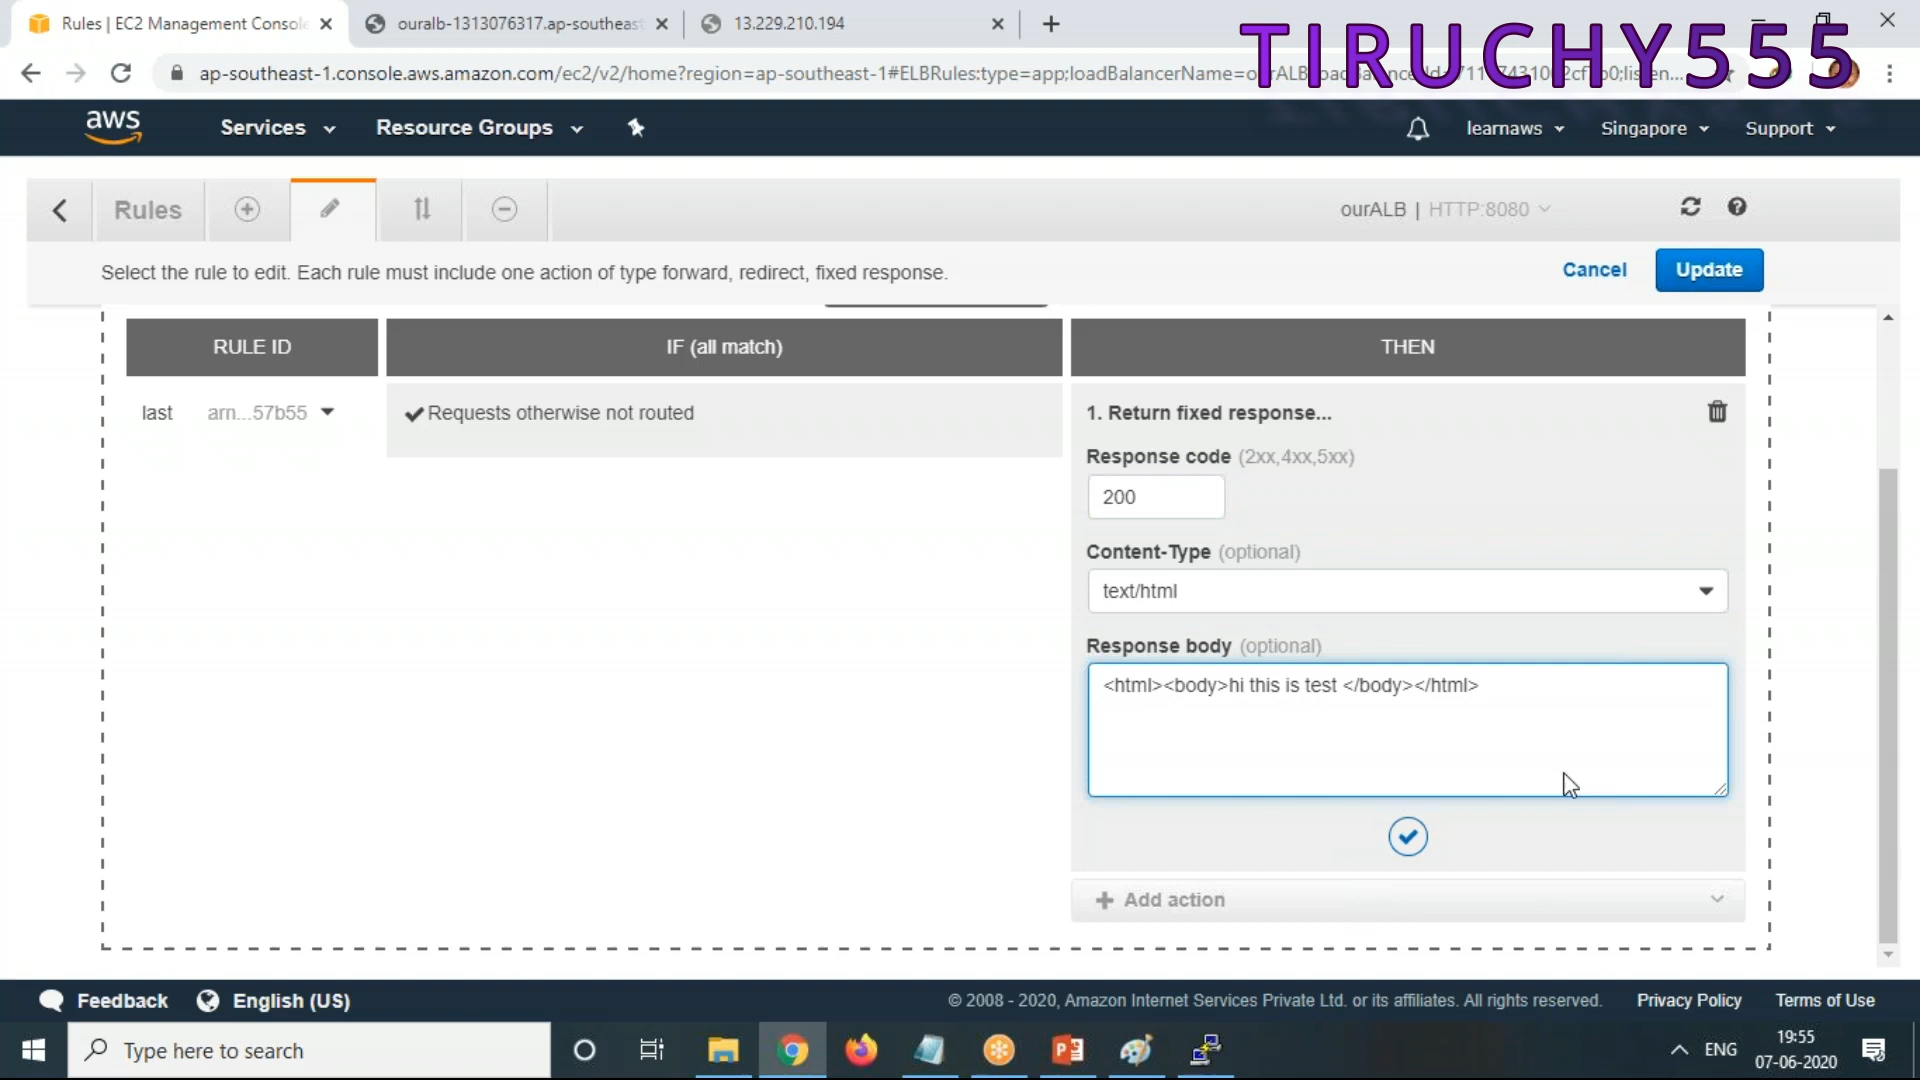 Rules | EC2 Management Console
ouralb-1313076317.ap-southeast
13.229.210.194
TIRUCHY555
ap-southeast-1.console.aws.amazon.com/ec2/v2/home?region=ap-southeast-1#ELBRules:type=app;loadBalancerName=ourALB
aws
Services
Resource Groups
learnaws
Singapore
Support
Rules
ourALB | HTTP:8080
Select the rule to edit. Each rule must include one action of type forward, redirect, fixed response.
Cancel
Update
RULE ID
IF (all match)
THEN
last
arn...57b55
Requests otherwise not routed
1. Return fixed response...
Response code (2xx,4xx,5xx)
200
Content-Type (optional)
text/html
Response body (optional)
<html><body>hi this is test </body></html>
Add action
Feedback
English (US)
© 2008 - 2020, Amazon Internet Services Private Ltd. or its affiliates. All rights reserved.
Privacy Policy
Terms of Use
Type here to search
ENG
19:55
07-06-2020